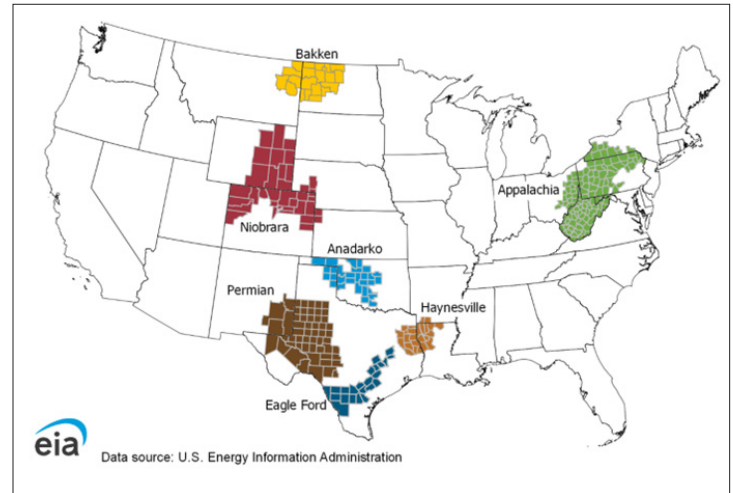 Bakken
Appalachia
Niobrara
Anadarko
Permian
Haynesville
Eagle Ford
eia
Data source: U.S. Energy Information Administration